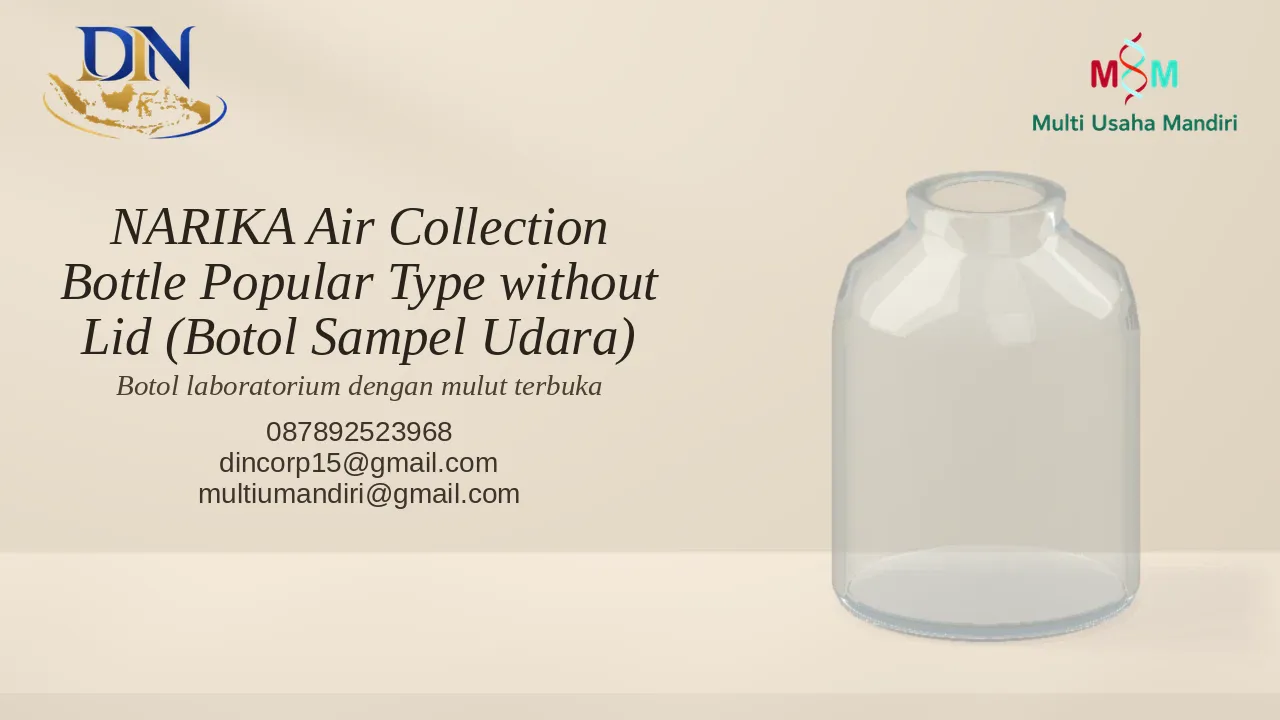 DIN
MSM
Multi Usaha Mandiri
NARIKA Air Collection
Bottle Popular Type without
Lid (Botol Sampel Udara)
Botol laboratorium dengan mulut terbuka
087892523968
dincorp15@gmail.com
multiumandiri@gmail.com